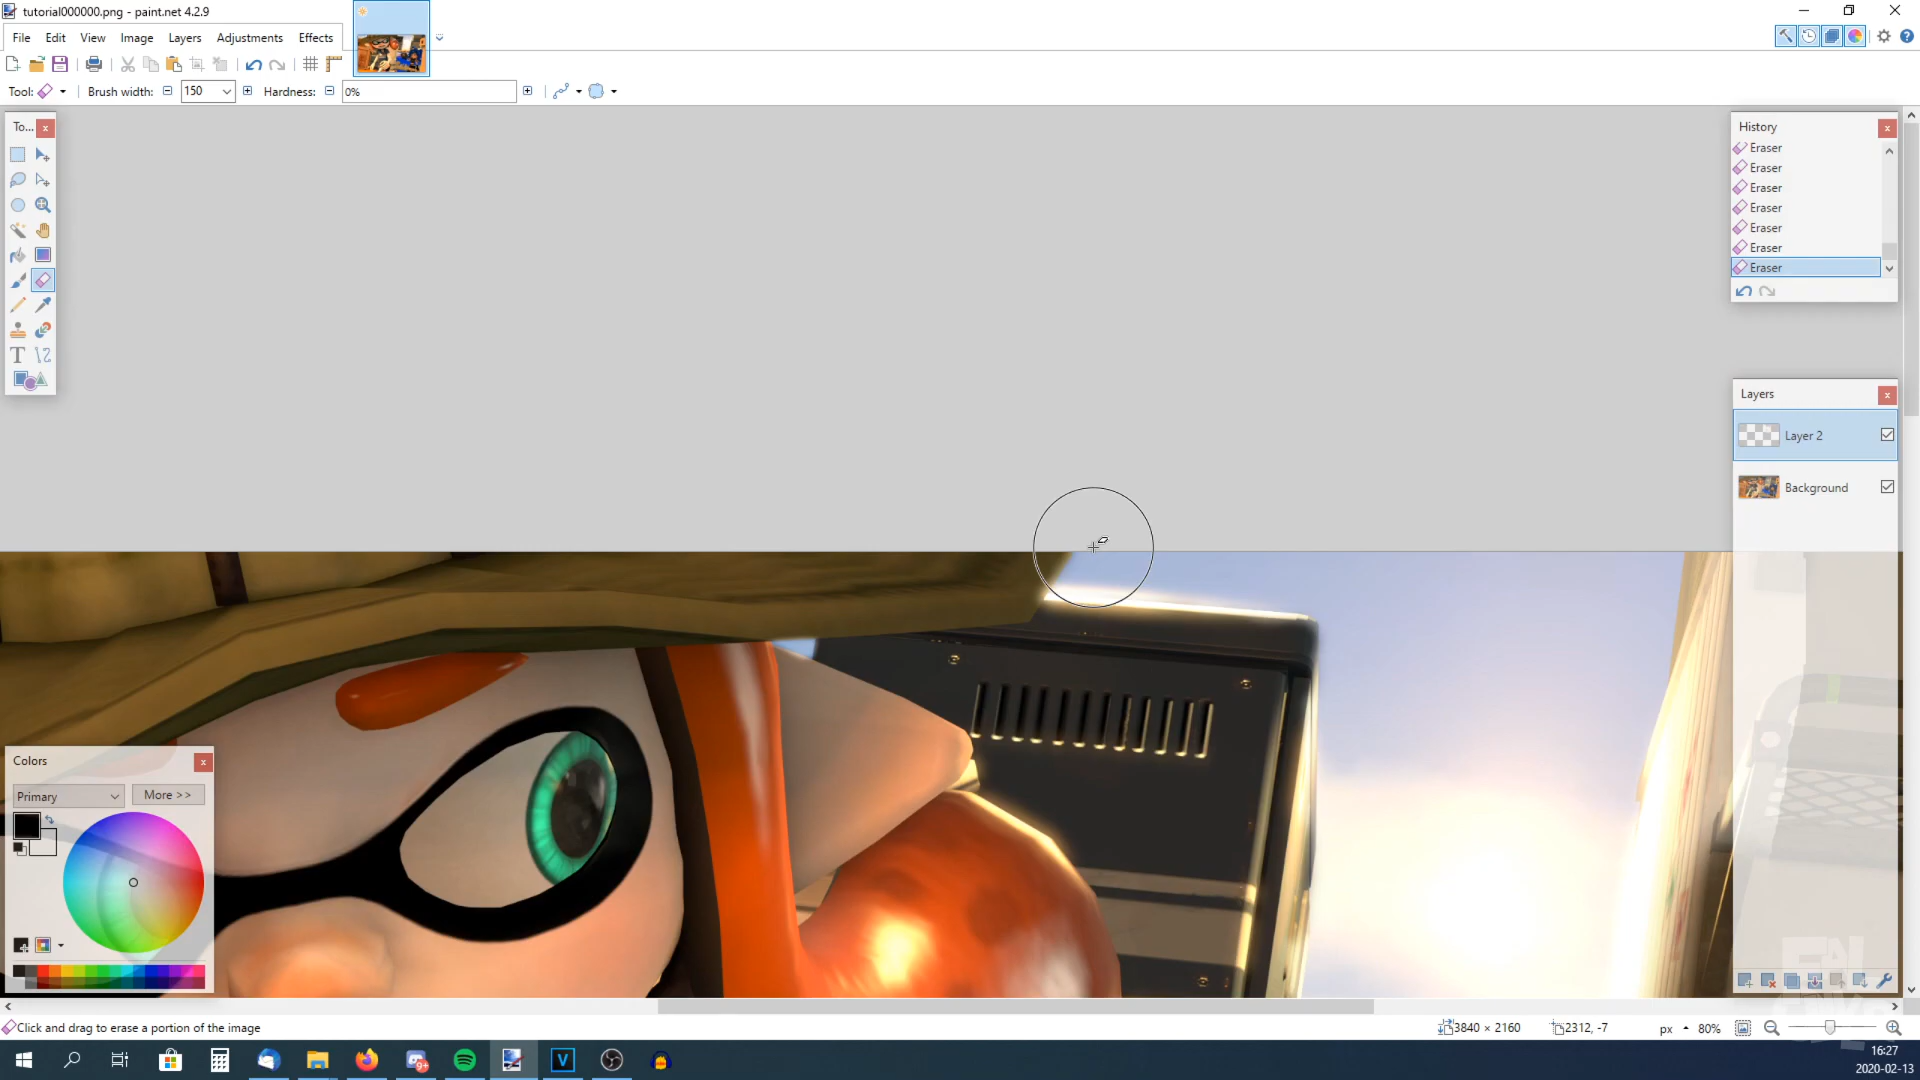 tutorial000000.png - paint.net 4.2.9
File Edit View Image Layers Adjustments Effects
Tool: Brush width: 150 Hardness: 0%
To...
History
Eraser
Eraser
Eraser
Eraser
Eraser
Eraser
Eraser
Layers
Layer 2
Background
Colors
Primary More >>
Click and drag to erase a portion of the image
3840 × 2160 2312, -7 px 80%
16:27
2020-02-13